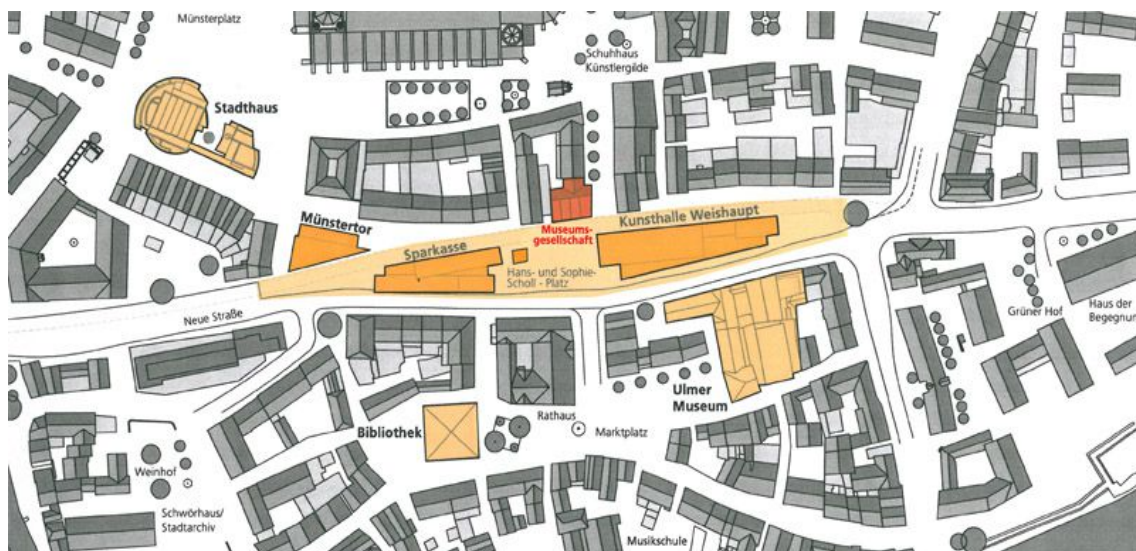 Münsterplatz
Schuhhaus
Künstlergilde
Stadthaus
Münstertor
Sparkasse
Museums-
gesellschaft
Kunsthalle Weishaupt
Hans- und Sophie-
Scholl - Platz
Neue Straße
Grüner Hof
Haus der
Begegnun
Ulmer
Museum
Rathaus
Marktplatz
Bibliothek
Weinhof
Schwörhaus/
Stadtarchiv
Musikschule